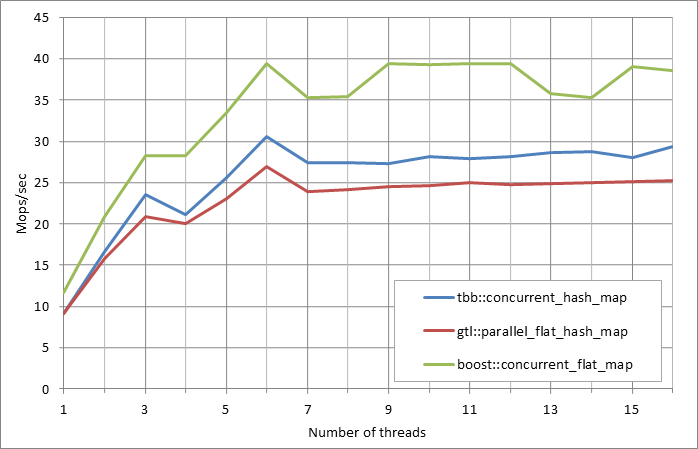 45
40
35
30
25
20
15
10
5
0
Mops/sec
1 3 5 7 9 11 13 15
Number of threads
tbb::concurrent_hash_map
gtl::parallel_flat_hash_map
boost::concurrent_flat_map